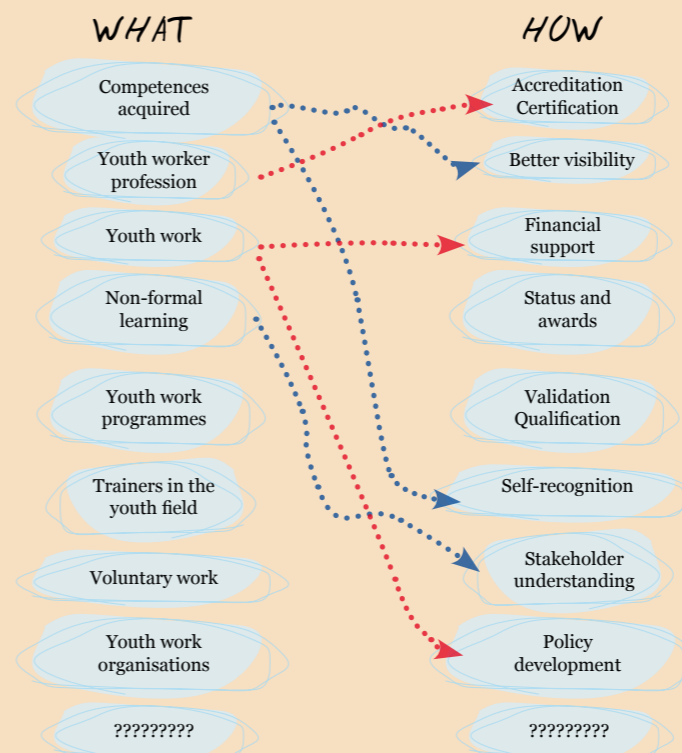 WHAT
Competences
acquired
Youth worker
profession
Youth work
Non-formal
learning
Youth work
programmes
Trainers in the
youth field
Voluntary work
Youth work
organisations
?????????
HOW
Accreditation
Certification
Better visibility
Financial
support
Status and
awards
Validation
Qualification
Self-recognition
Stakeholder
understanding
Policy
development
?????????